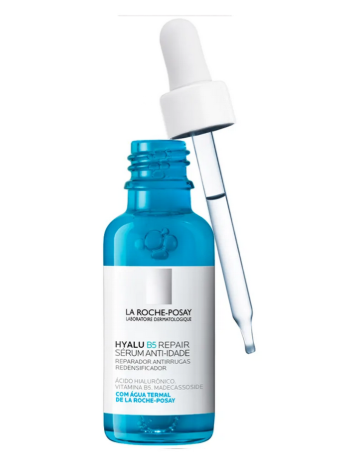 LA ROCHE-POSAY
LABORATOIRE DERMATOLOGIQUE
HYALU B5 REPAIR
SÉRUM ANTI-IDADE
REPARADOR ANTIRRUGAS
REDENSIFICADOR
ÁCIDO HIALURÔNICO,
VITAMINA B5, MADECASSOSIDE
COM ÁGUA TERMAL
DE LA ROCHE-POSAY